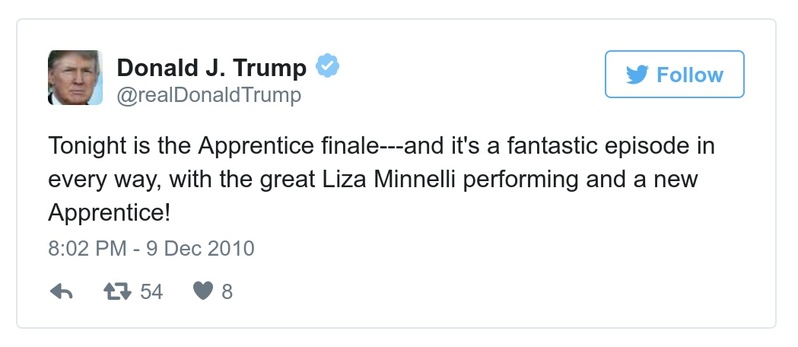 Donald J. Trump
@realDonaldTrump
Follow
Tonight is the Apprentice finale---and it's a fantastic episode in
every way, with the great Liza Minnelli performing and a new
Apprentice!
8:02 PM - 9 Dec 2010
54
8